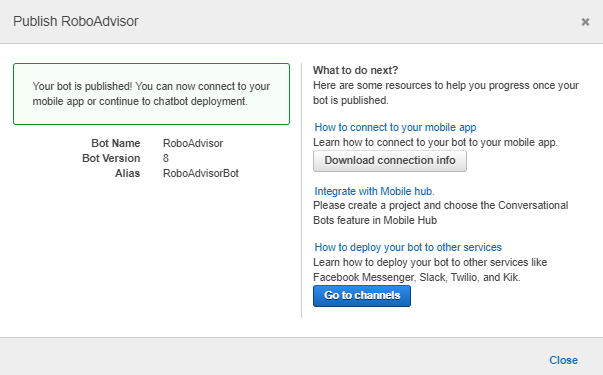 Publish RoboAdvisor
×
Your bot is published! You can now connect to your
mobile app or continue to chatbot deployment.
Bot Name RoboAdvisor
Bot Version 8
Alias RoboAdvisorBot
What to do next?
Here are some resources to help you progress once your
bot is published.
How to connect to your mobile app
Learn how to connect to your bot to your mobile app.
Download connection info
Integrate with Mobile hub.
Please create a project and choose the Conversational
Bots feature in Mobile Hub
How to deploy your bot to other services
Learn how to deploy your bot to other services like
Facebook Messenger, Slack, Twilio, and Kik.
Go to channels
Close